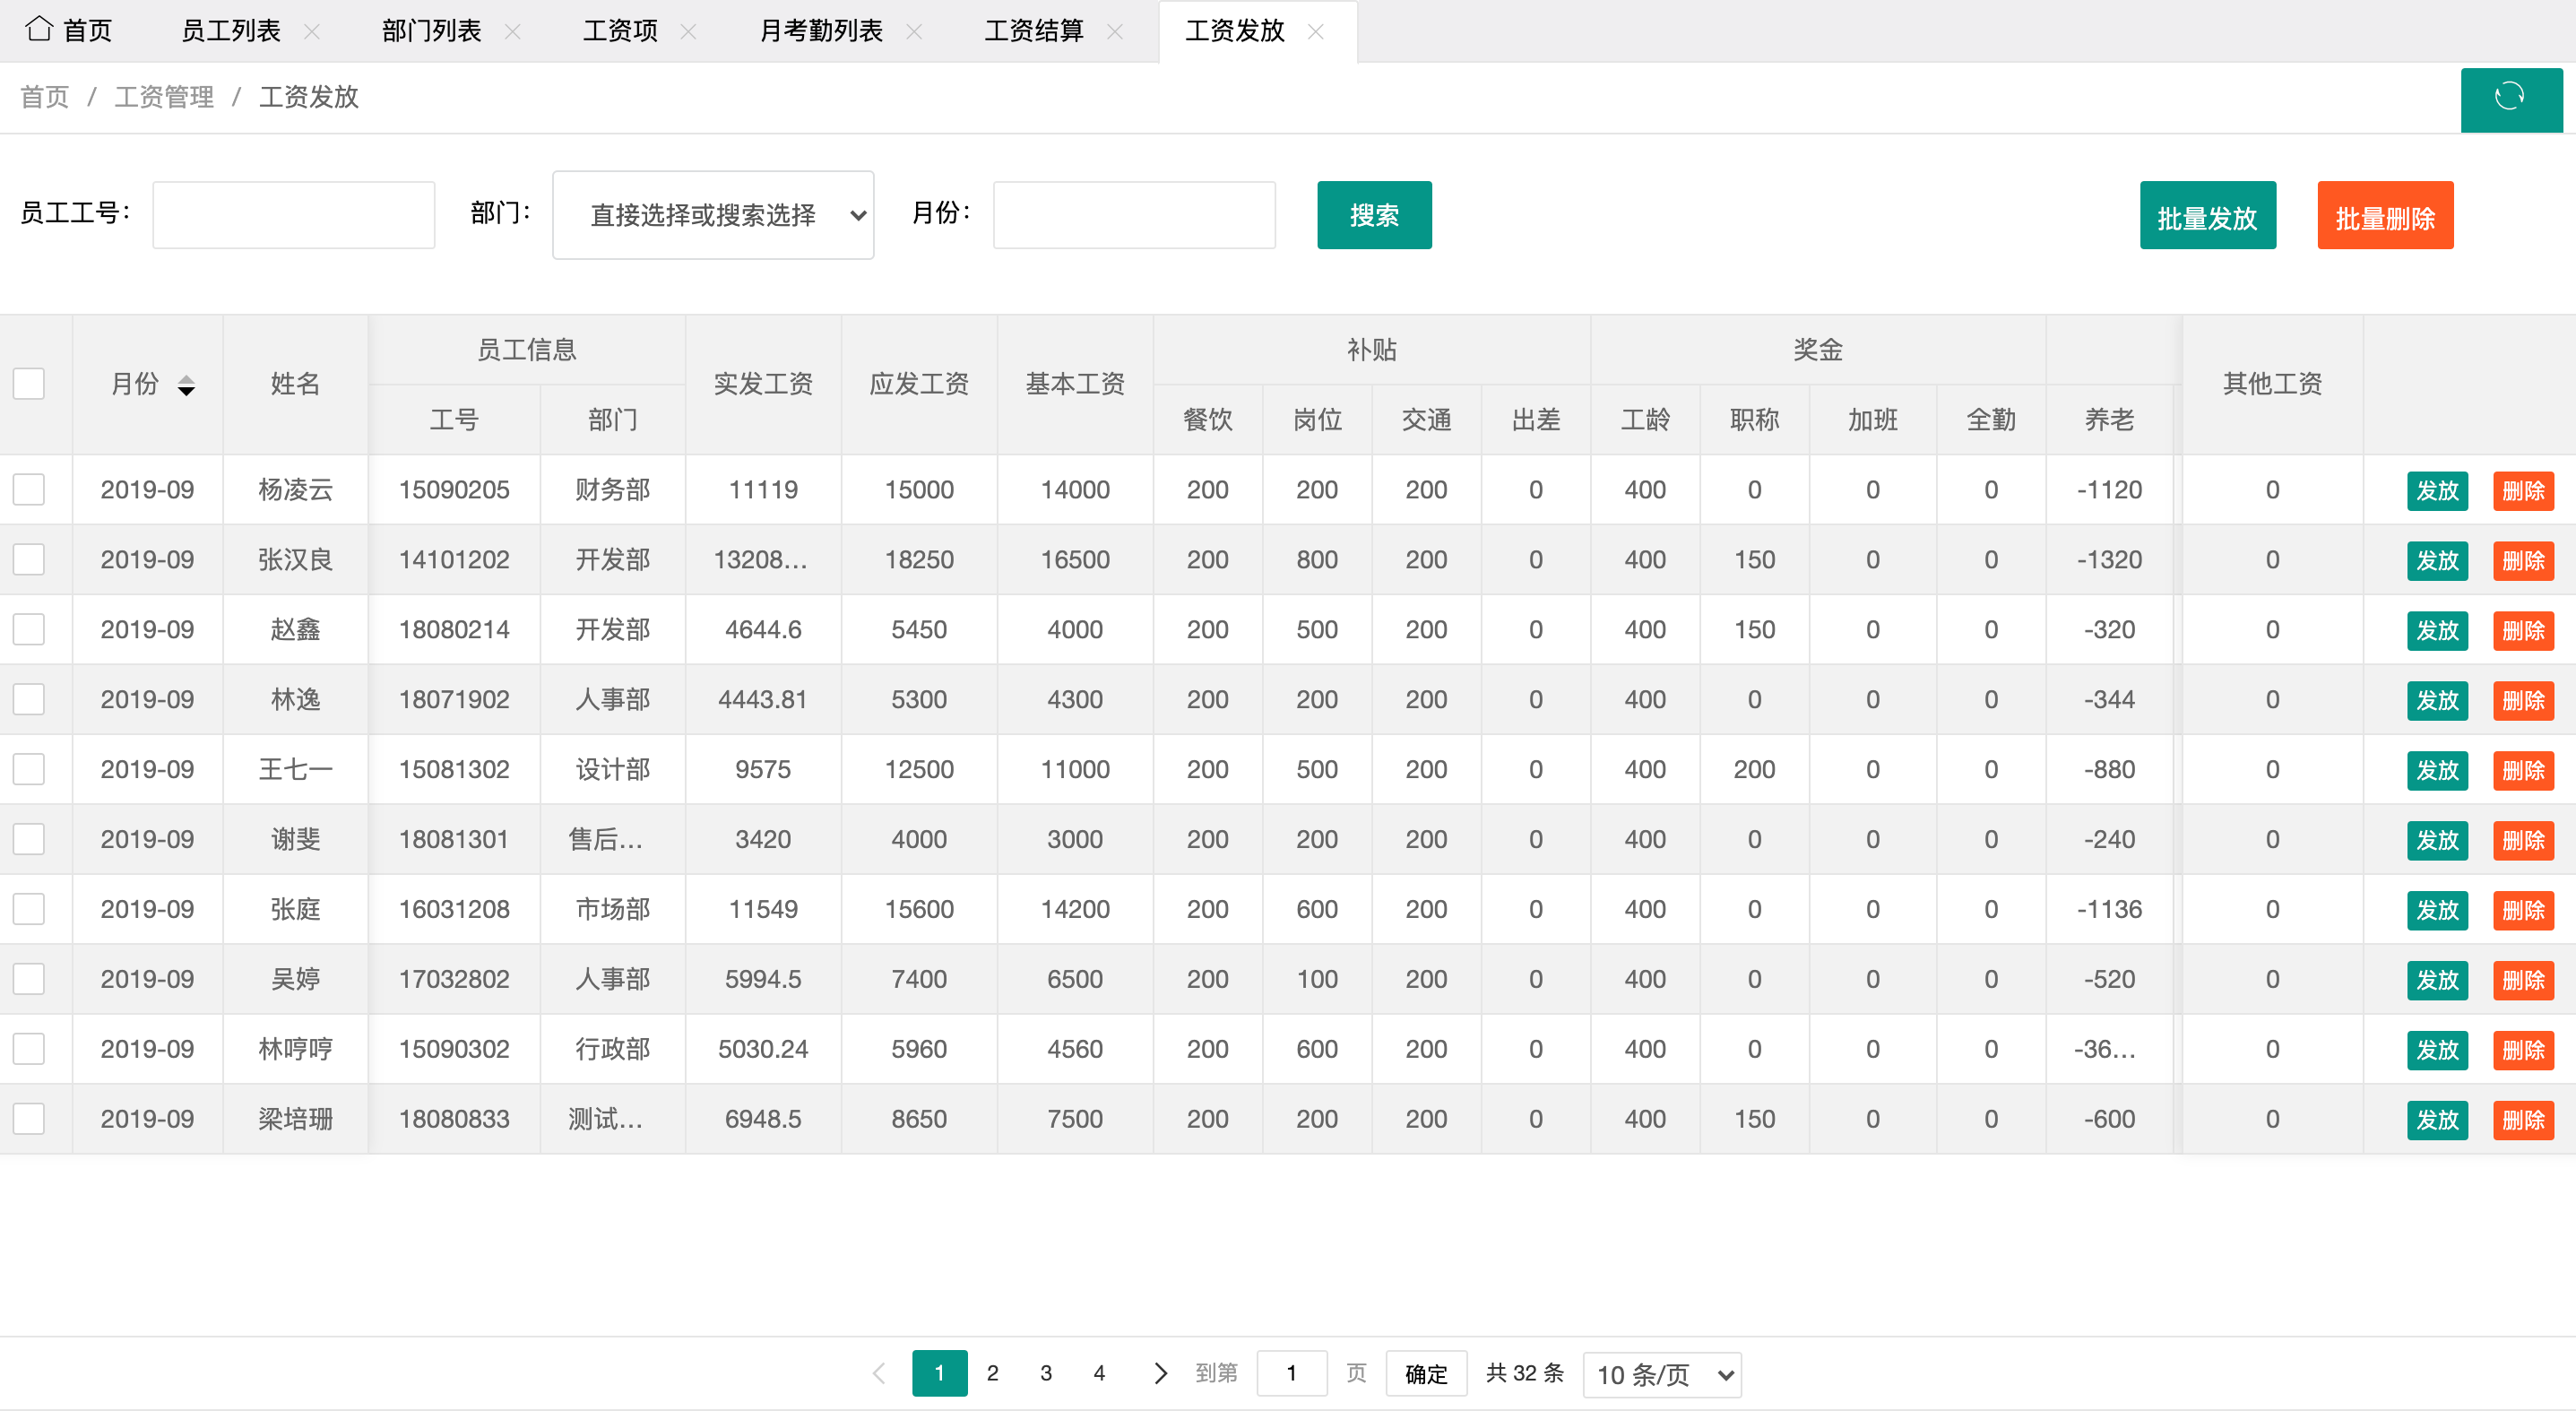 首页 员工列表 部门列表 工资项 月考勤列表 工资结算 工资发放
首页 / 工资管理 / 工资发放
员工工号： 部门： 直接选择或搜索选择 月份： 搜索 批量发放 批量删除
月份 姓名 员工信息 实发工资 应发工资 基本工资 补贴 奖金 其他工资
工号 部门 餐饮 岗位 交通 出差 工龄 职称 加班 全勤 养老
2019-09 杨凌云 15090205 财务部 11119 15000 14000 200 200 200 0 400 0 0 0 -1120 0 发放 删除
2019-09 张汉良 14101202 开发部 13208... 18250 16500 200 800 200 0 400 150 0 0 -1320 0 发放 删除
2019-09 赵鑫 18080214 开发部 4644.6 5450 4000 200 500 200 0 400 150 0 0 -320 0 发放 删除
2019-09 林逸 18071902 人事部 4443.81 5300 4300 200 200 200 0 400 0 0 0 -344 0 发放 删除
2019-09 王七一 15081302 设计部 9575 12500 11000 200 500 200 0 400 200 0 0 -880 0 发放 删除
2019-09 谢斐 18081301 售后... 3420 4000 3000 200 200 200 0 400 0 0 0 -240 0 发放 删除
2019-09 张庭 16031208 市场部 11549 15600 14200 200 600 200 0 400 0 0 0 -1136 0 发放 删除
2019-09 吴婷 17032802 人事部 5994.5 7400 6500 200 100 200 0 400 0 0 0 -520 0 发放 删除
2019-09 林哼哼 15090302 行政部 5030.24 5960 4560 200 600 200 0 400 0 0 0 -36... 0 发放 删除
2019-09 梁培珊 18080833 测试... 6948.5 8650 7500 200 200 200 0 400 150 0 0 -600 0 发放 删除
1 2 3 4 到第 1 页 确定 共 32 条 10 条/页